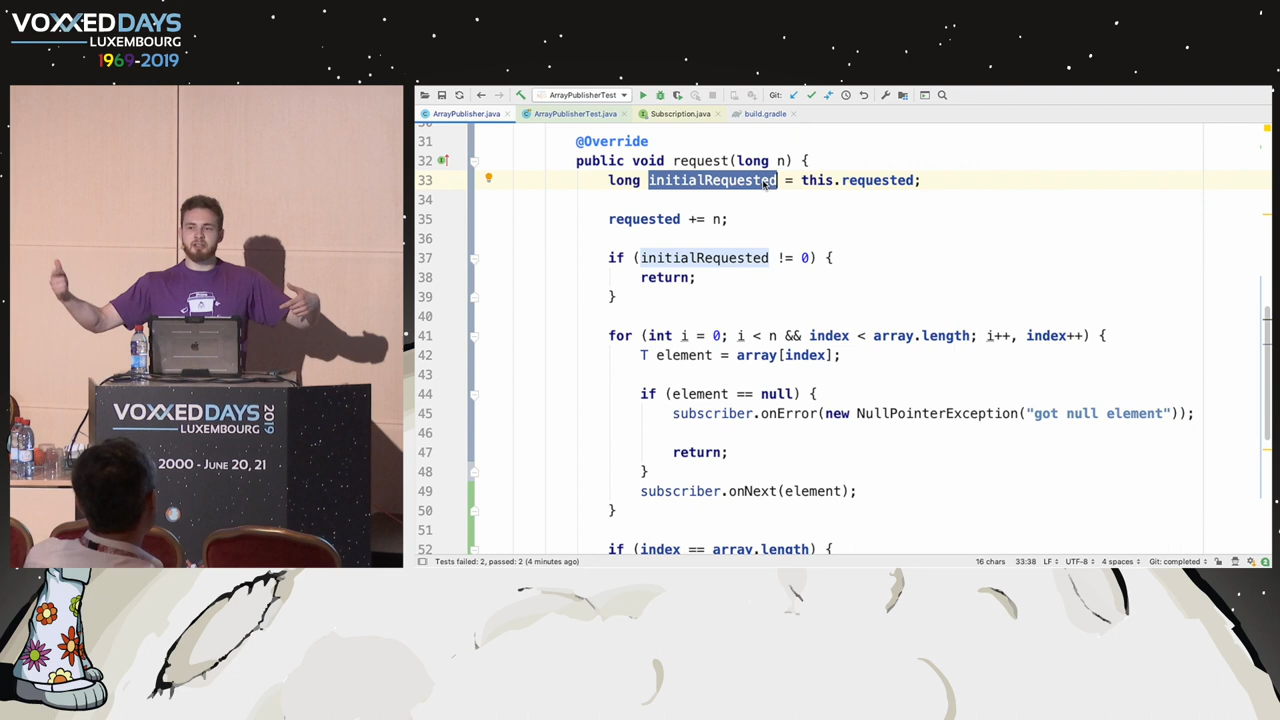 VOXXED DAYS
LUXEMBOURG
1969-2019
ArrayPublisherTest
Git:
ArrayPublisher.java
ArrayPublisherTest.java
Subscription.java
build.gradle
31 @Override
32 public void request(long n) {
33 long initialRequested = this.requested;
34
35 requested += n;
36
37 if (initialRequested != 0) {
38 return;
39 }
40
41 for (int i = 0; i < n && index < array.length; i++, index++) {
42 T element = array[index];
43
44 if (element == null) {
45 subscriber.onError(new NullPointerException("got null element"));
46
47 return;
48 }
49 subscriber.onNext(element);
50 }
51
52 if (index == array.length) {
Tests failed: 2, passed: 2 (4 minutes ago)
16 chars 33:38 LF UTF-8 4 spaces Git: completed
VOXXED DAYS 2019
LUXEMBOURG
2000 - JUNE 20, 21